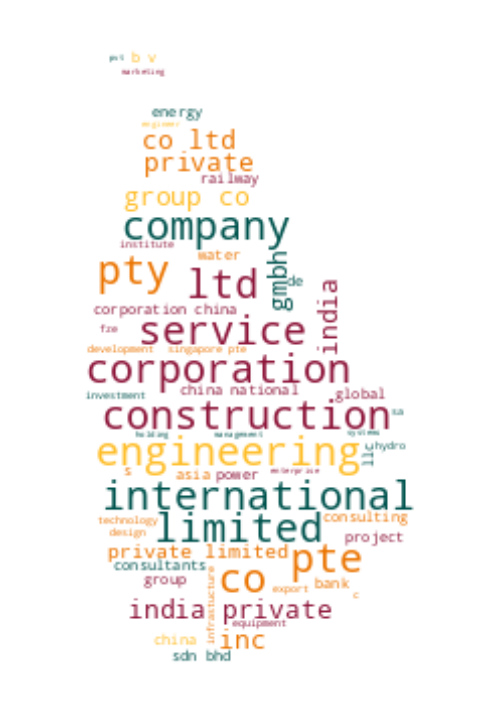 pvt b v
marketing
energy
engineer
co ltd
private
railway
group co
company
institute
water
pty ltd gmbh de
corporation china india
fze service
development singapore pte
corporation
china national global
investment
construction sa
holding management systems
engineering llc hydro
s asia power enterprise
international
technology limited consulting
design project
private limited pte
consultants
group co bank
infrastructure export c
india private
equipment
china inc
sdn bhd